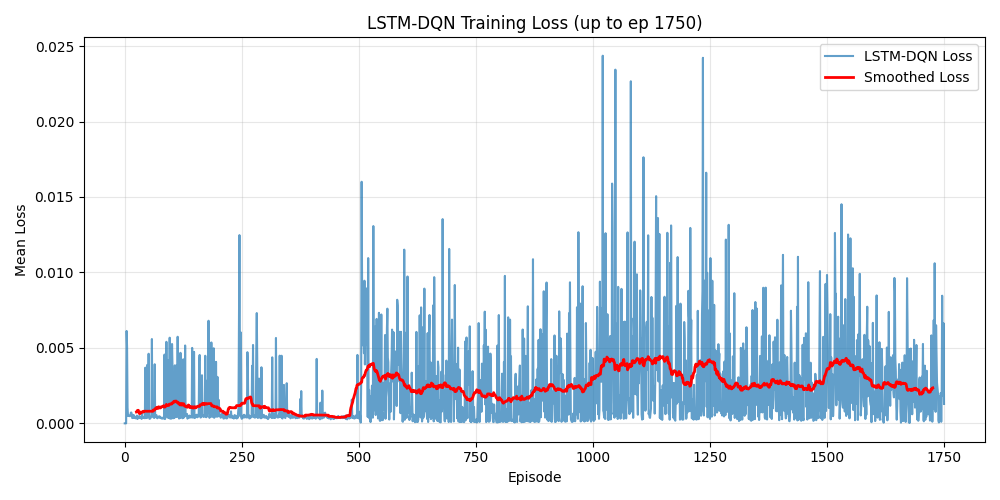 LSTM-DQN Training Loss (up to ep 1750)
LSTM-DQN Loss
Smoothed Loss
Mean Loss
0.025
0.020
0.015
0.010
0.005
0.000
0 250 500 750 1000 1250 1500 1750
Episode